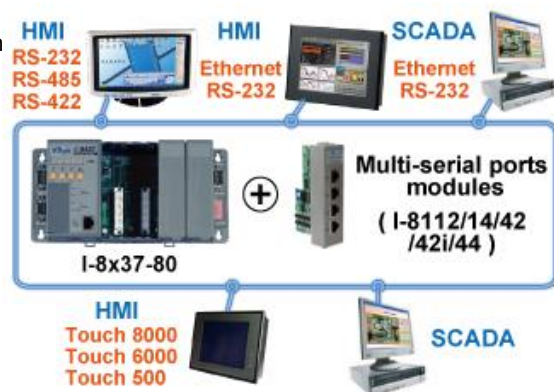 HMI
RS-232
RS-485
RS-422
HMI
Ethernet
RS-232
SCADA
Ethernet
RS-232
I-8x37-80
+
Multi-serial ports
modules
( I-8112/14/42
/42i/44 )
HMI
Touch 8000
Touch 6000
Touch 500
SCADA